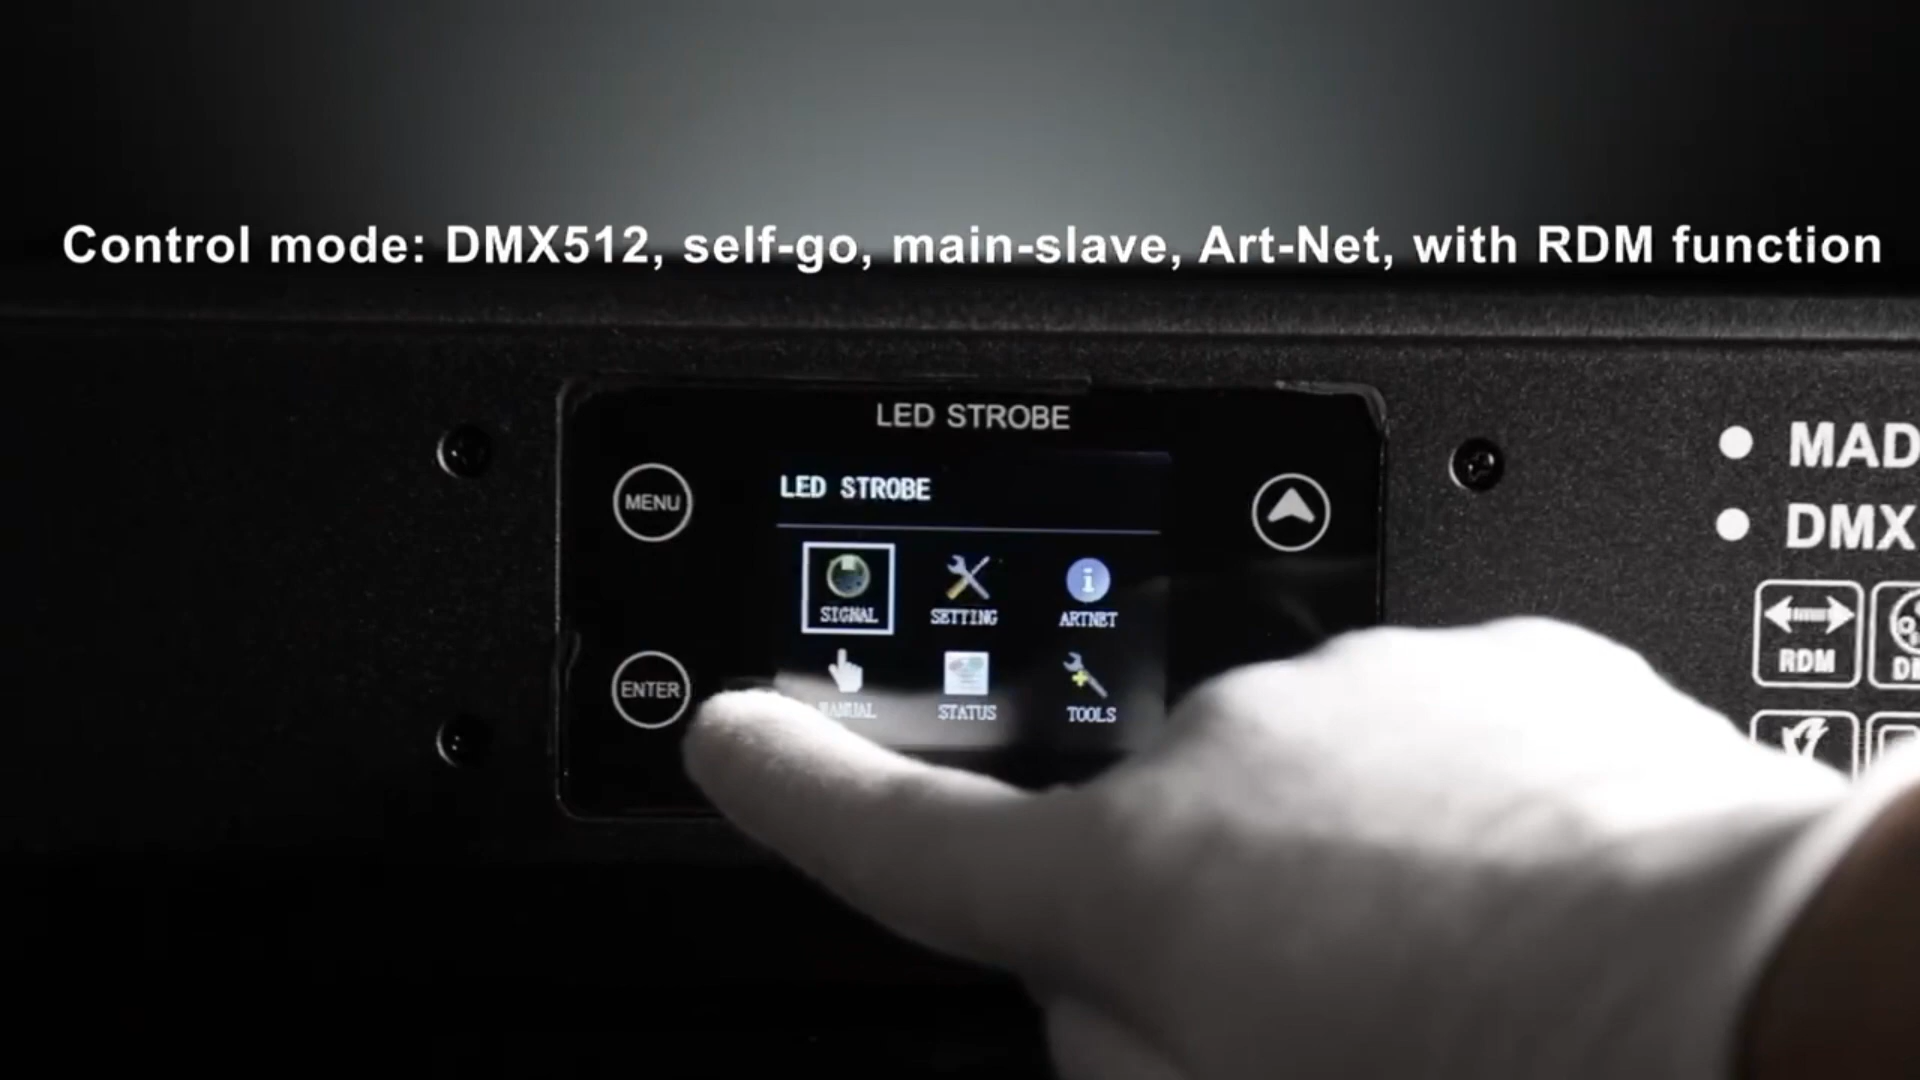 Control mode: DMX512, self-go, main-slave, Art-Net, with RDM function
LED STROBE
LED STROBE
MENU
SIGNAL
SETTING
ARTNET
ENTER
MANUAL
STATUS
TOOLS
MAD
DMX
RDM